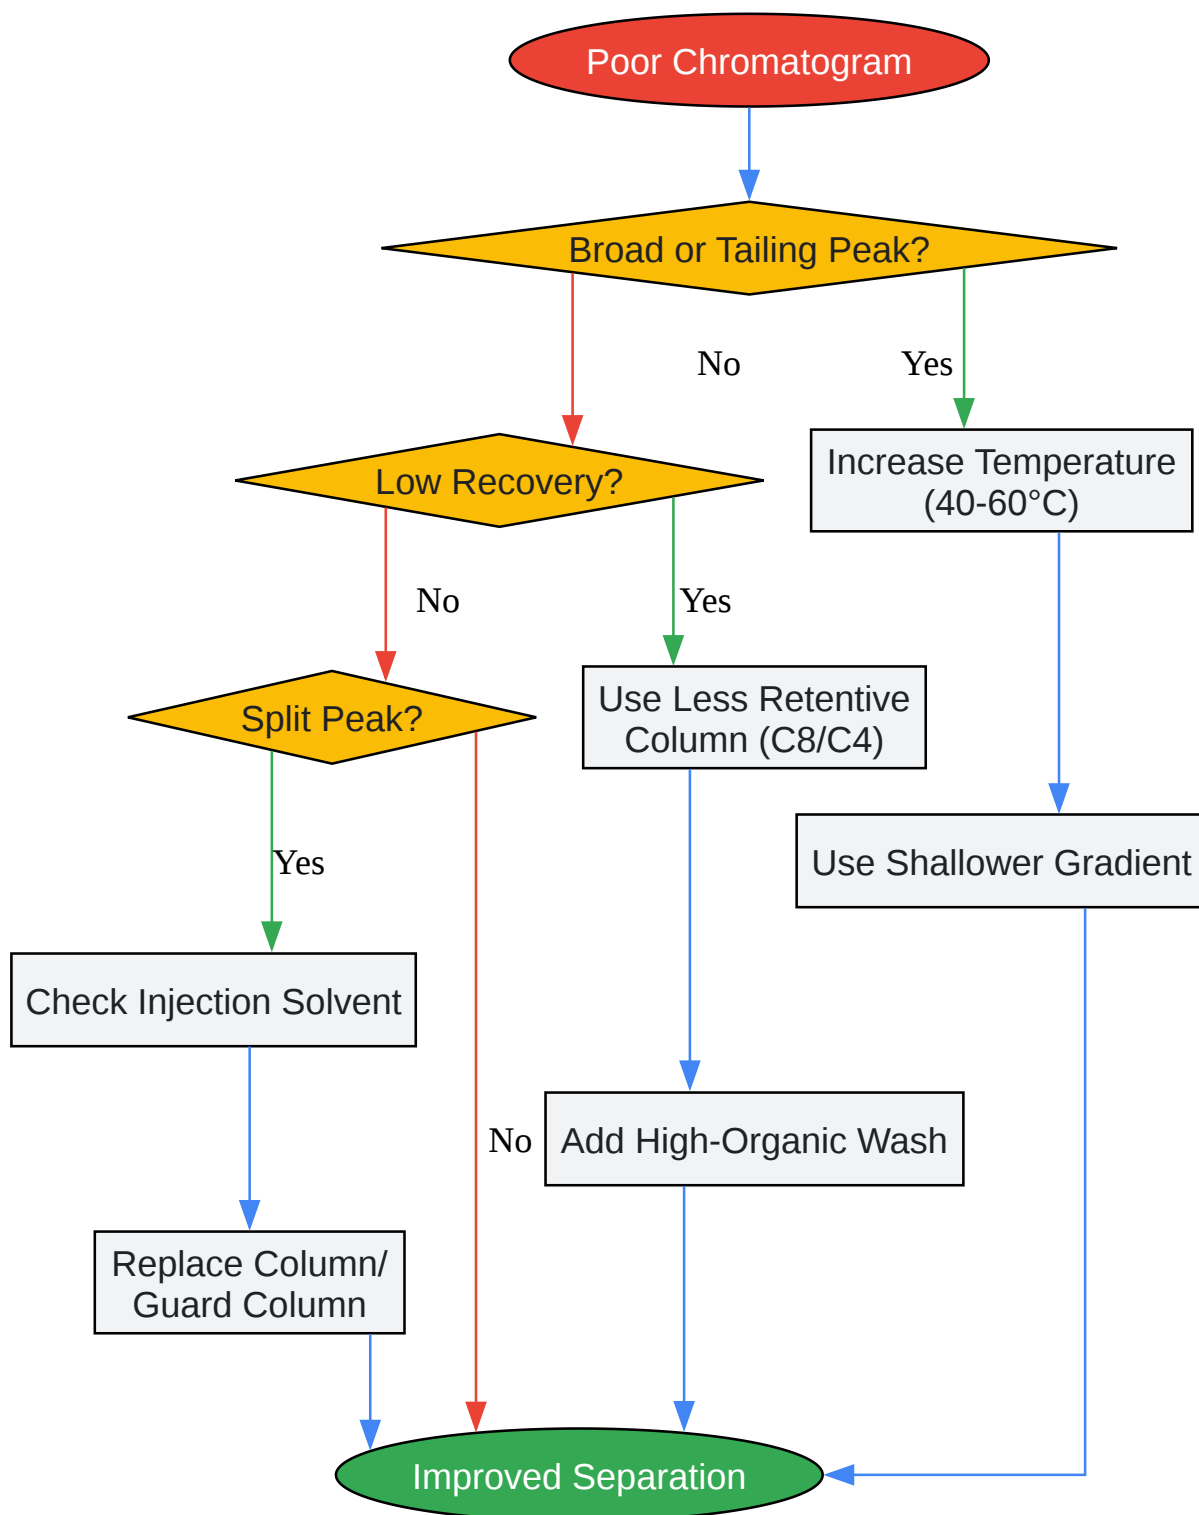 Poor Chromatogram
Broad or Tailing Peak?
No
Yes
Low Recovery?
Increase Temperature
(40-60°C)
No
Yes
Split Peak?
Use Less Retentive
Column (C8/C4)
Yes
Use Shallower Gradient
Check Injection Solvent
No
Add High-Organic Wash
Replace Column/
Guard Column
Improved Separation